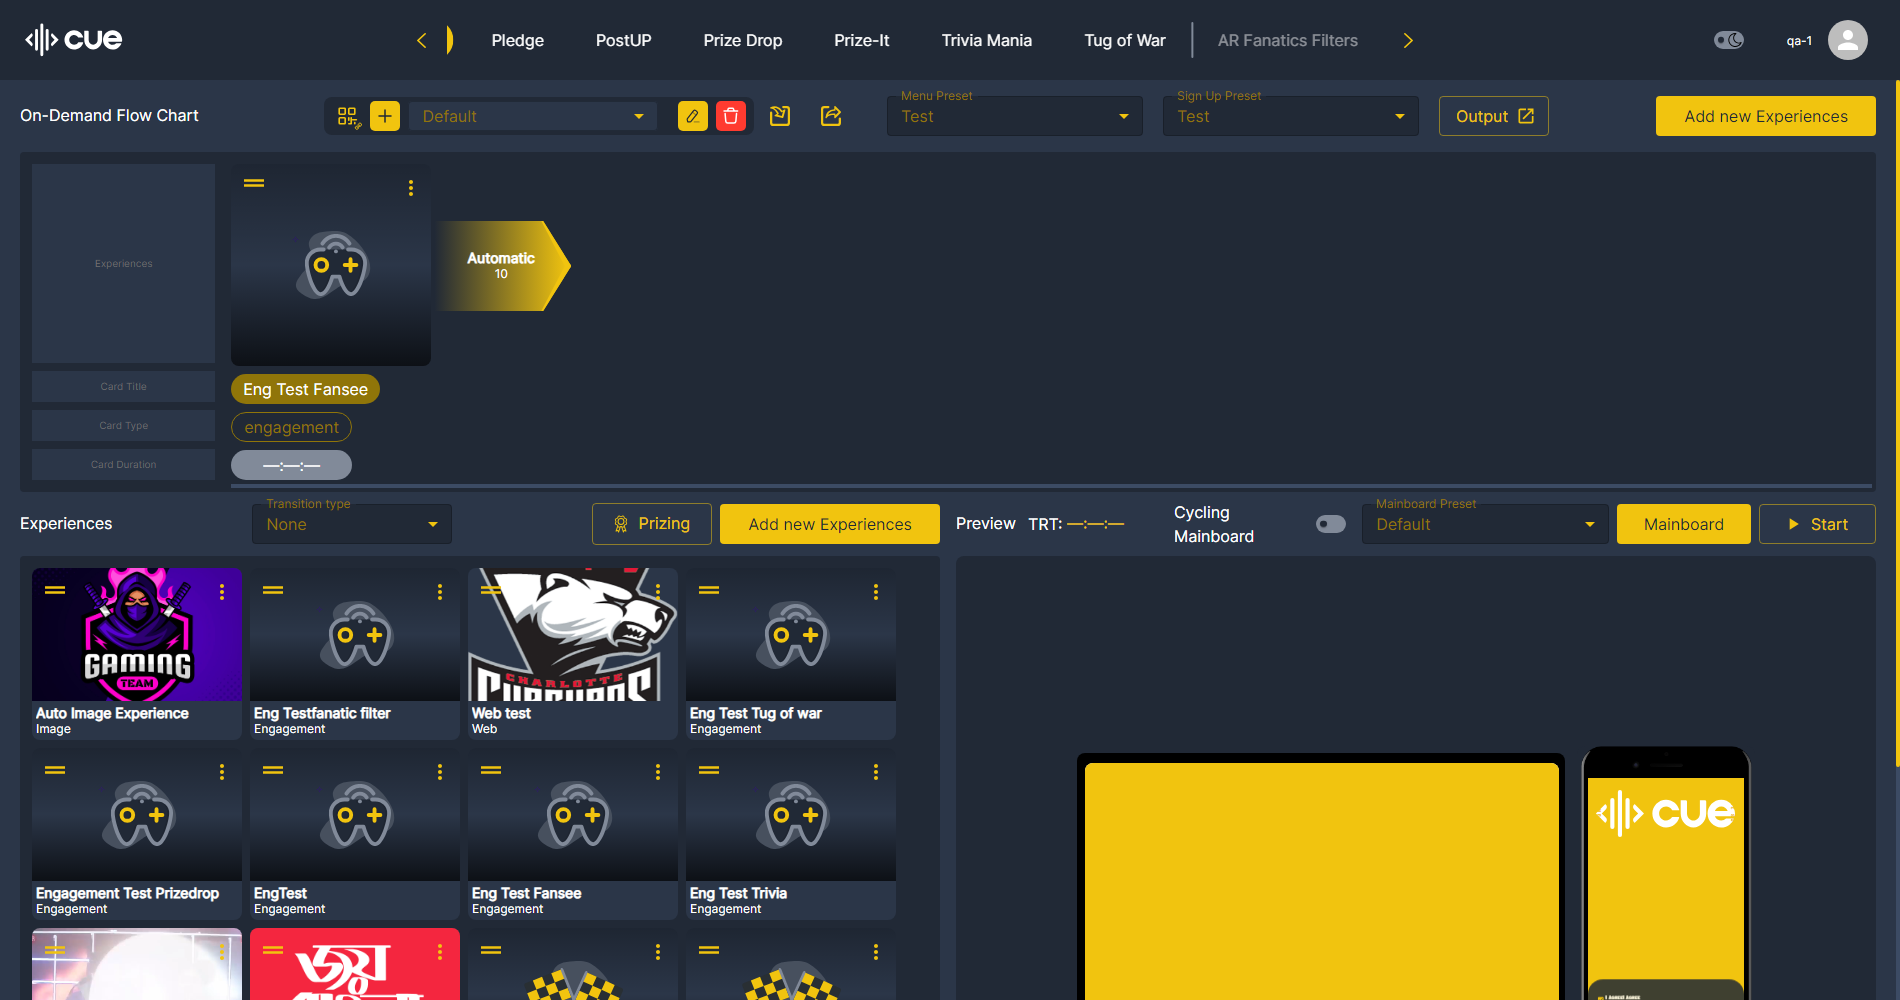 cue
Pledge
PostUP
Prize Drop
Prize-It
Trivia Mania
Tug of War
AR Fanatics Filters
qa-1
On-Demand Flow Chart
Default
Menu Preset
Test
Sign Up Preset
Test
Output
Add new Experiences
Experiences
Automatic
10
Card Title
Eng Test Fansee
Card Type
engagement
Card Duration
—:—:—
Experiences
Transition type
None
Prizing
Add new Experiences
Preview
TRT: —:—:—
Cycling
Mainboard
Mainboard Preset
Default
Mainboard
Start
GAMING
TEAM
Auto Image Experience
Image
Eng Testfanatic filter
Engagement
CHARLOTTE
Web test
Web
Eng Test Tug of war
Engagement
Engagement Test Prizedrop
Engagement
EngTest
Engagement
Eng Test Fansee
Engagement
Eng Test Trivia
Engagement
জয়
cue